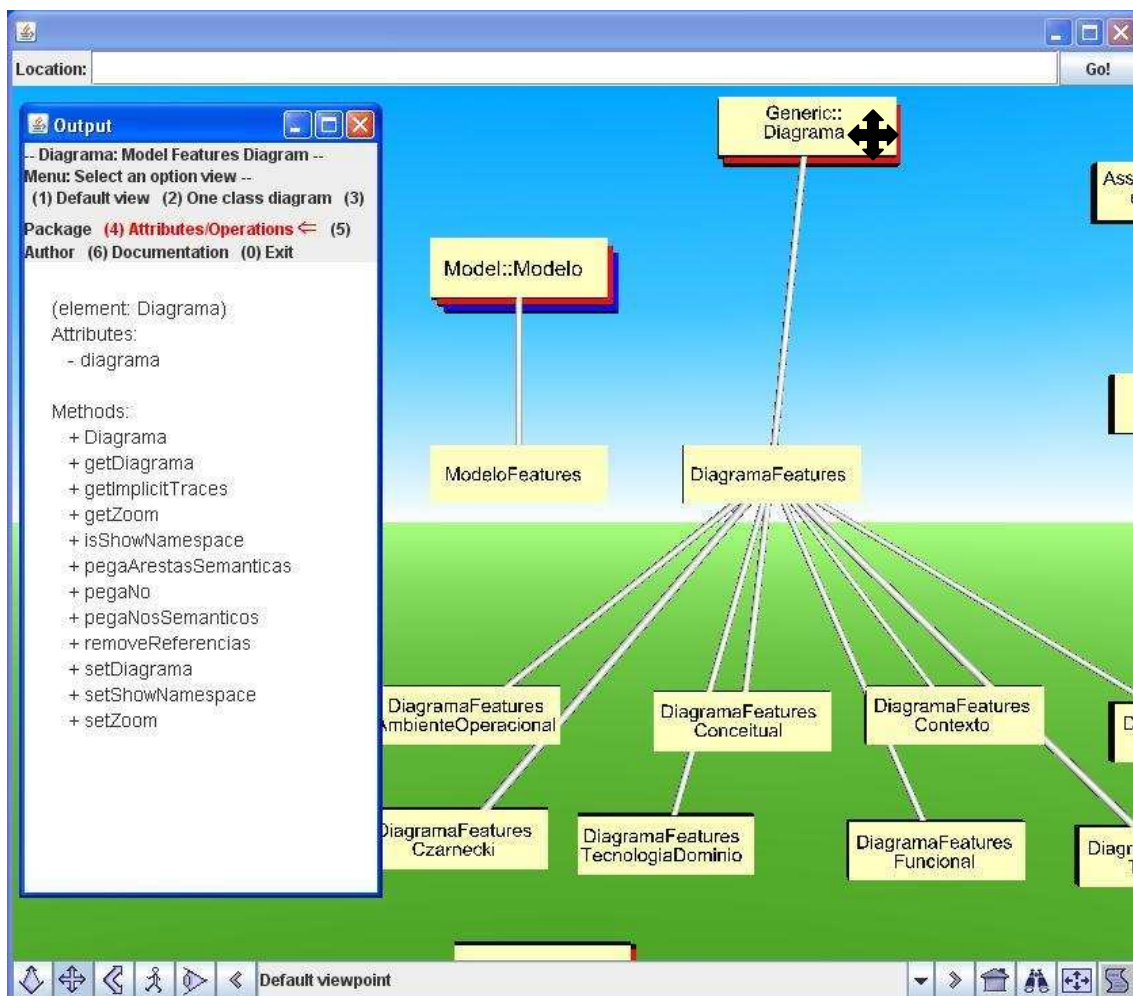 Location:
Go!
Output
-- Diagrama: Model Features Diagram --
Menu: Select an option view --
(1) Default view (2) One class diagram (3)
Package (4) Attributes/Operations ⇐ (5)
Author (6) Documentation (0) Exit
(element: Diagrama)
Attributes:
- diagrama
Methods:
+ Diagrama
+ getDiagrama
+ getImplicitTraces
+ getZoom
+ isShowNamespace
+ pegaArestasSemanticas
+ pegaNo
+ pegaNosSemanticos
+ removeReferencias
+ setDiagrama
+ setShowNamespace
+ setZoom
Generic::
Diagrama
Model::Modelo
ModeloFeatures
DiagramaFeatures
DiagramaFeatures
AmbienteOperacional
DiagramaFeatures
Conceitual
DiagramaFeatures
Contexto
DiagramaFeatures
Czarnecki
DiagramaFeatures
TecnologiaDominio
DiagramaFeatures
Funcional
Default viewpoint